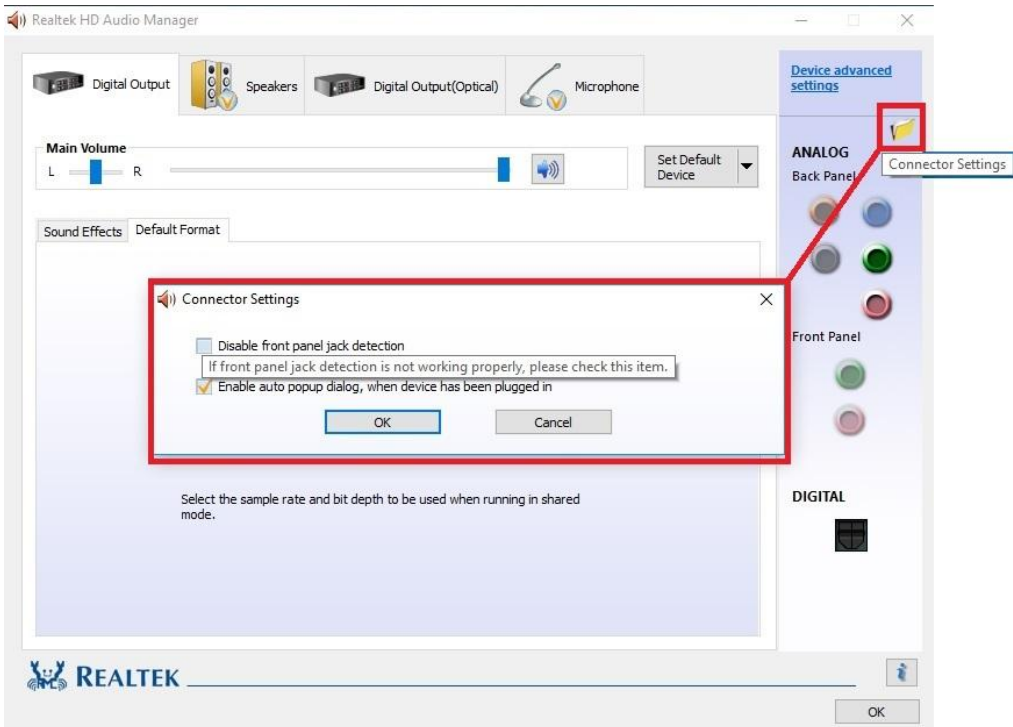 Realtek HD Audio Manager
Digital Output
Speakers
Digital Output(Optical)
Microphone
Device advanced
settings
Main Volume
L
R
Set Default
Device
ANALOG
Connector Settings
Back Panel
Sound Effects
Default Format
Connector Settings
Disable front panel jack detection
If front panel jack detection is not working properly, please check this item.
Enable auto popup dialog, when device has been plugged in
OK
Cancel
Front Panel
Select the sample rate and bit depth to be used when running in shared
mode.
DIGITAL
REALTEK
i
OK